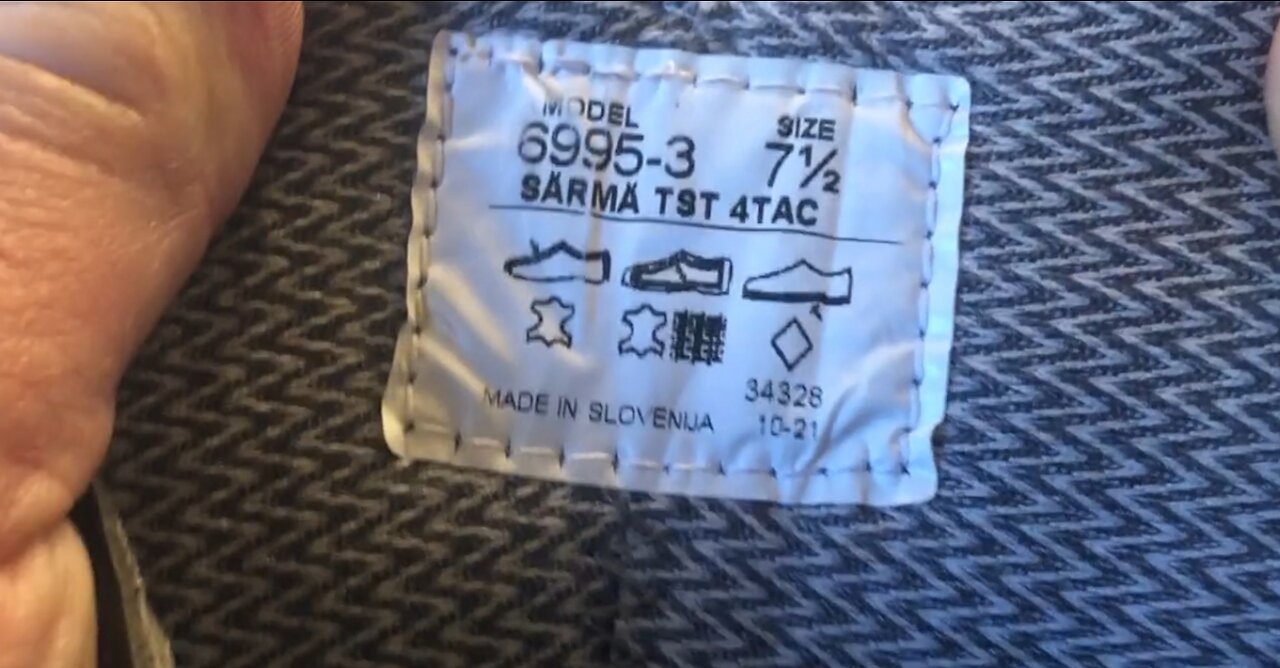 MODEL SIZE
6995-3 7½
SÄRMÄ TST 4TAC
34328
MADE IN SLOVENIJA 10-21